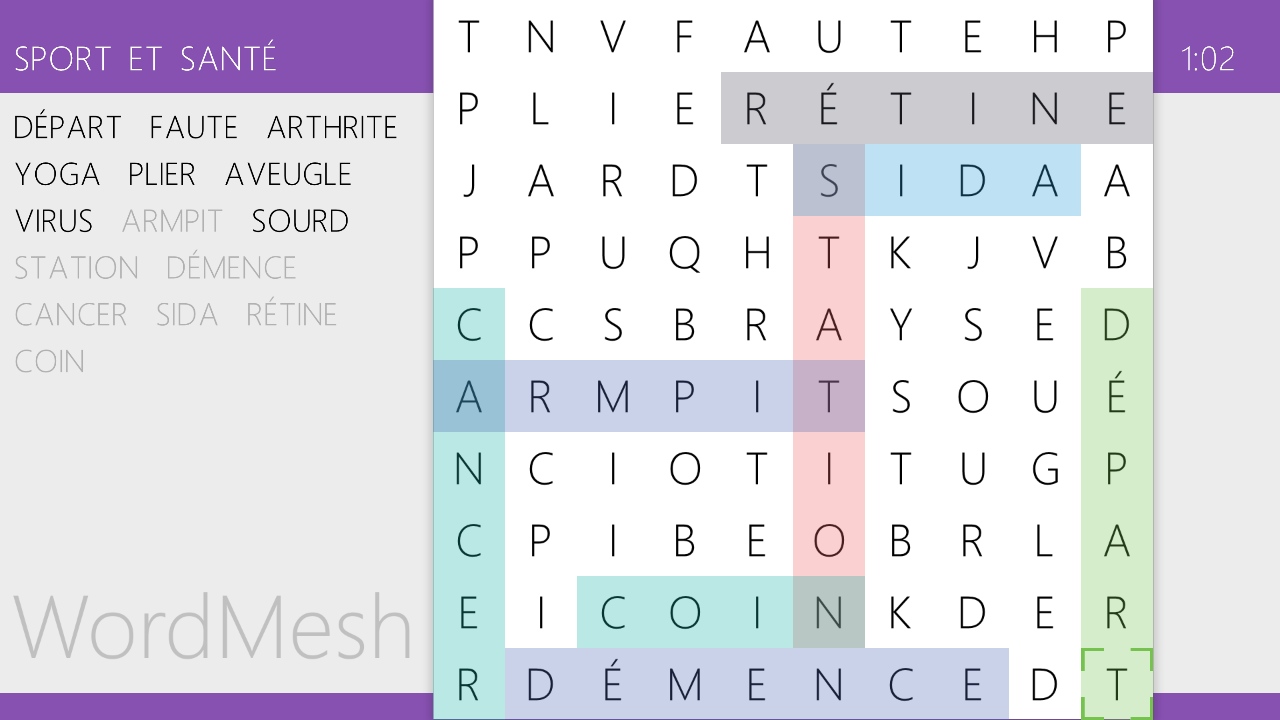 SPORT ET SANTÉ
1:02
DÉPART FAUTE ARTHRITE
YOGA PLIER AVEUGLE
VIRUS ARMPIT SOURD
STATION DÉMENCE
CANCER SIDA RÉTINE
COIN
WordMesh
T N V F A U T E H P
P L I E R É T I N E
J A R D T S I D A A
P P U Q H T K J V B
C C S B R A Y S E D
A R M P I T S O U É
N C I O T I T U G P
C P I B E O B R L A
E I C O I N K D E R
R D É M E N C E D T